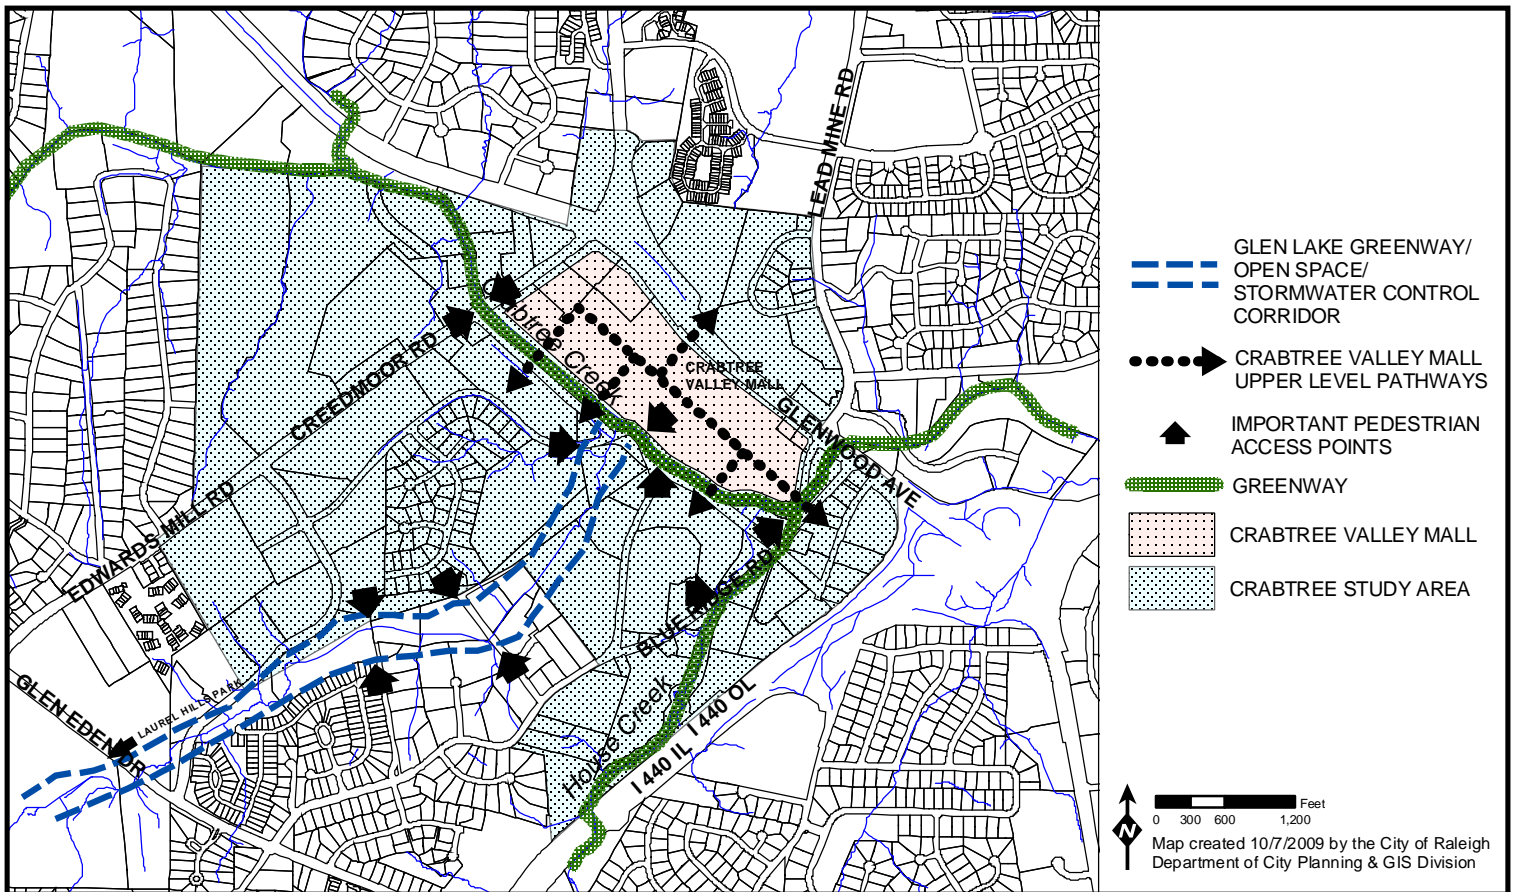 LEAD MINE RD
Crabtree Creek
CREEDMOOR RD
CRABTREE
VALLEY MALL
GLENWOOD AVE
EDWARDS MILL RD
BLUE RIDGE RD
GLEN EDEN DR
LAUREL HILLS PARK
House Creek
I 440 IL I 440 OL
GLEN LAKE GREENWAY/
OPEN SPACE/
STORMWATER CONTROL
CORRIDOR
CRABTREE VALLEY MALL
UPPER LEVEL PATHWAYS
IMPORTANT PEDESTRIAN
ACCESS POINTS
GREENWAY
CRABTREE VALLEY MALL
CRABTREE STUDY AREA
N
Feet
0 300 600 1,200
Map created 10/7/2009 by the City of Raleigh
Department of City Planning & GIS Division